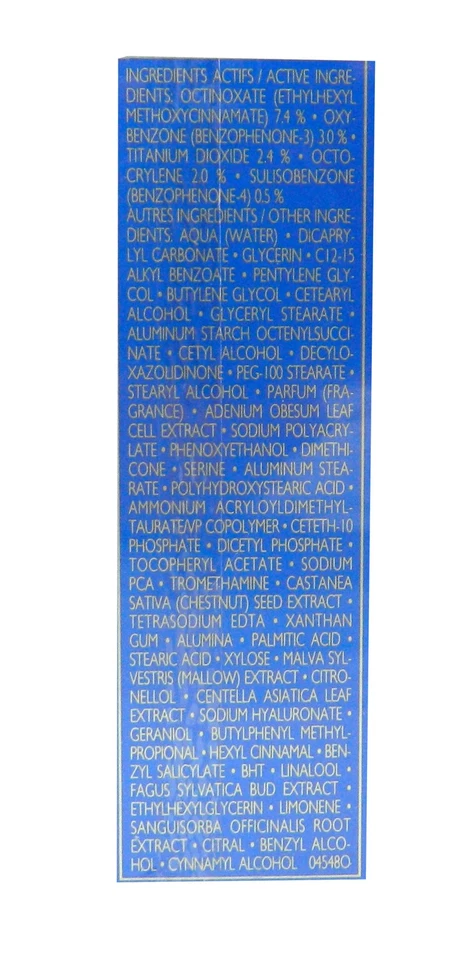 INGREDIENTS ACTIFS / ACTIVE INGRE-
DIENTS: OCTINOXATE (ETHYLHEXYL
METHOXYCINNAMATE) 7.4 % • OXY-
BENZONE (BENZOPHENONE-3) 3.0 % •
TITANIUM DIOXIDE 2.4 % • OCTO-
CRYLENE 2.0 % • SULISOBENZONE
(BENZOPHENONE-4) 0.5 %
AUTRES INGREDIENTS / OTHER INGRE-
DIENTS: AQUA (WATER) • DICAPRY-
LYL CARBONATE • GLYCERIN • C12-15
ALKYL BENZOATE • PENTYLENE GLY-
COL • BUTYLENE GLYCOL • CETEARYL
ALCOHOL • GLYCERYL STEARATE •
ALUMINUM STARCH OCTENYLSUCCI-
NATE • CETYL ALCOHOL • DECYLO-
XAZOLIDINONE • PEG-100 STEARATE •
STEARYL ALCOHOL • PARFUM (FRA-
GRANCE) • ADENIUM OBESUM LEAF
CELL EXTRACT • SODIUM POLYACRY-
LATE • PHENOXYETHANOL • DIMETHI-
CONE • SERINE • ALUMINUM STEA-
RATE • POLYHYDROXYSTEARIC ACID •
AMMONIUM ACRYLOYLDIMETHYL-
TAURATE/VP COPOLYMER • CETETH-10
PHOSPHATE • DICETYL PHOSPHATE •
TOCOPHERYL ACETATE • SODIUM
PCA • TROMETHAMINE • CASTANEA
SATIVA (CHESTNUT) SEED EXTRACT •
TETRASODIUM EDTA • XANTHAN
GUM • ALUMINA • PALMITIC ACID •
STEARIC ACID • XYLOSE • MALVA SYL-
VESTRIS (MALLOW) EXTRACT • CITRO-
NELLOL • CENTELLA ASIATICA LEAF
EXTRACT • SODIUM HYALURONATE •
GERANIOL • BUTYLPHENYL METHYL-
PROPIONAL • HEXYL CINNAMAL • BEN-
ZYL SALICYLATE • BHT • LINALOOL •
FAGUS SYLVATICA BUD EXTRACT •
ETHYLHEXYLGLYCERIN • LIMONENE •
SANGUISORBA OFFICINALIS ROOT
EXTRACT • CITRAL • BENZYL ALCO-
HOL • CYNNAMYL ALCOHOL 04548O